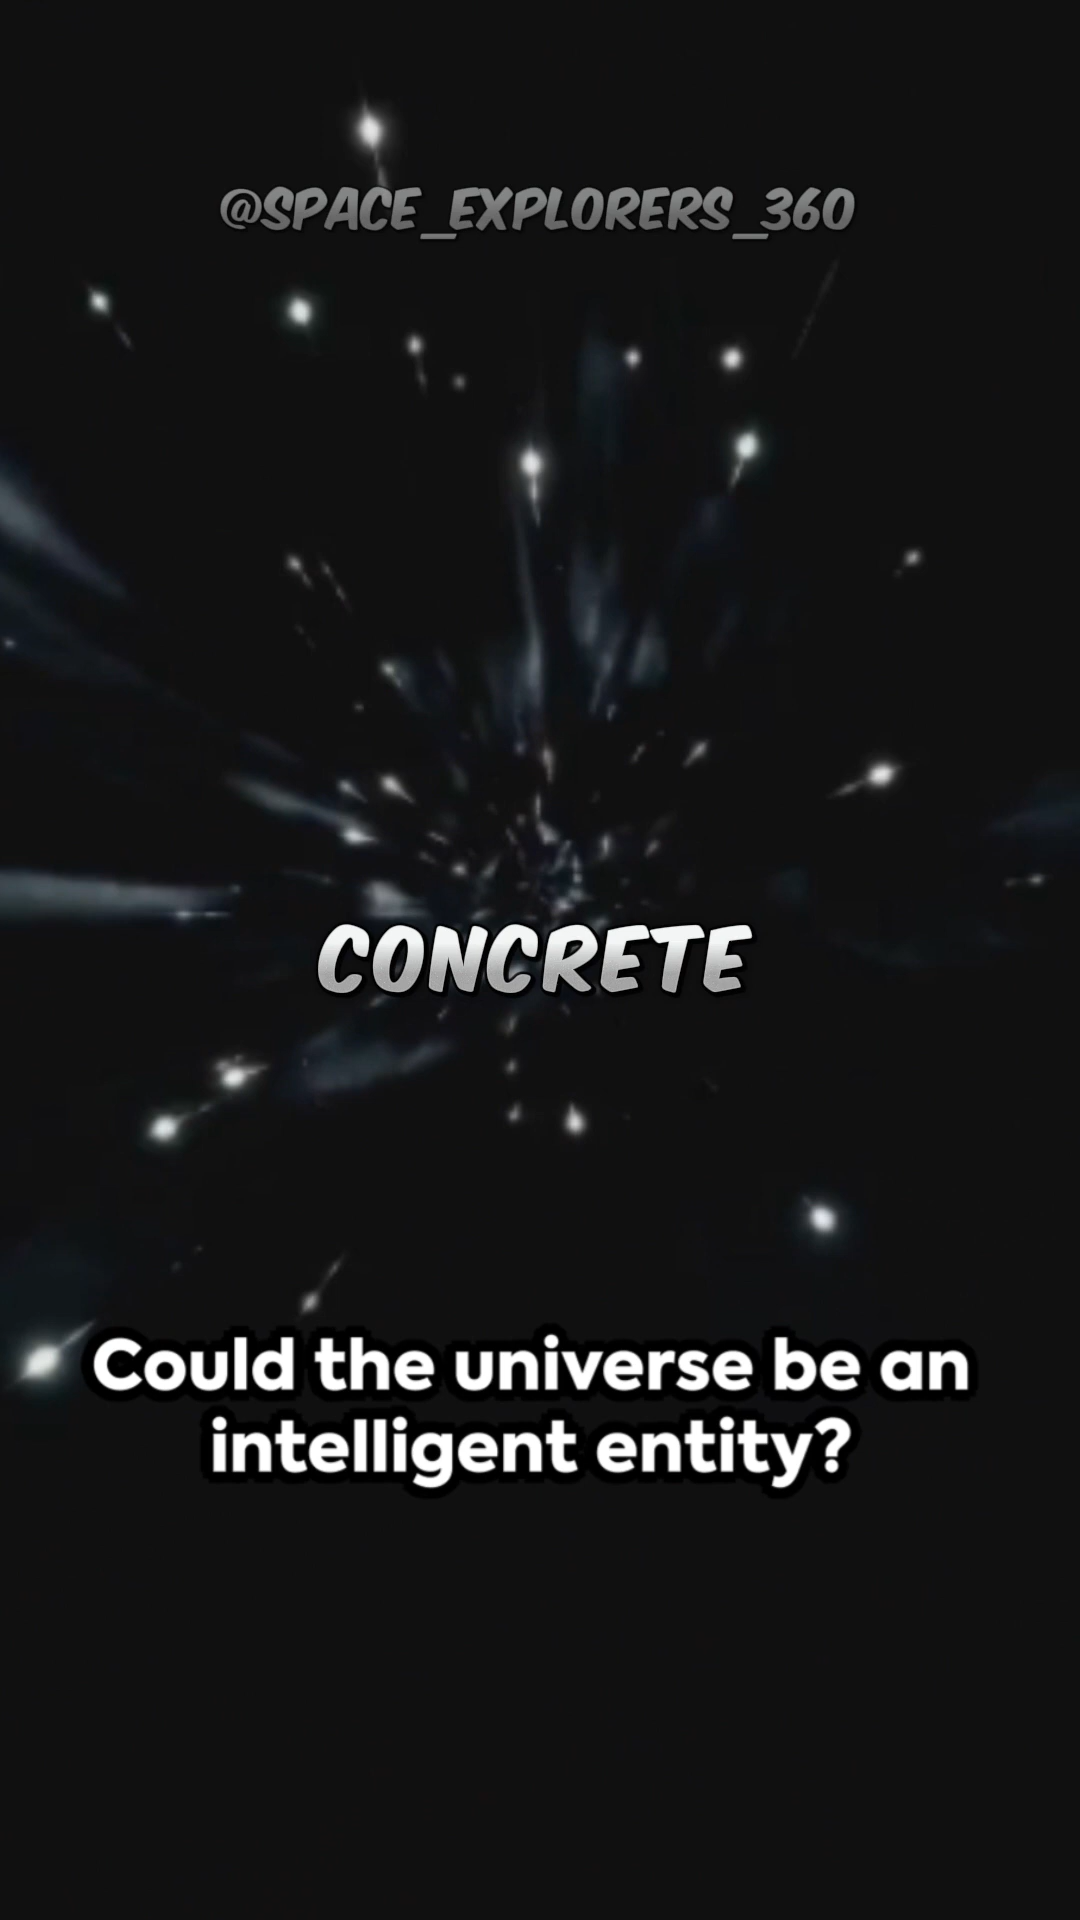 @SPACE_EXPLORERS_360
CONCRETE
Could the universe be an
intelligent entity?